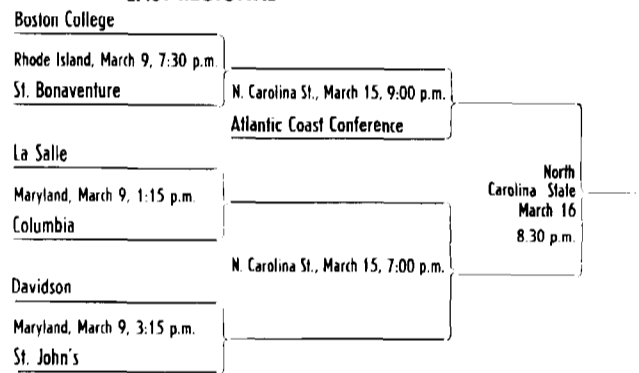 Boston College
Rhode Island, March 9, 7:30 p.m.
St. Bonaventure
N. Carolina St., March 15, 9:00 p.m.
Atlantic Coast Conference
La Salle
Maryland, March 9, 1:15 p.m.
Columbia
North
Carolina State
March 16
8.30 p.m.
N. Carolina St., March 15, 7:00 p.m.
Davidson
Maryland, March 9, 3:15 p.m.
St. John's